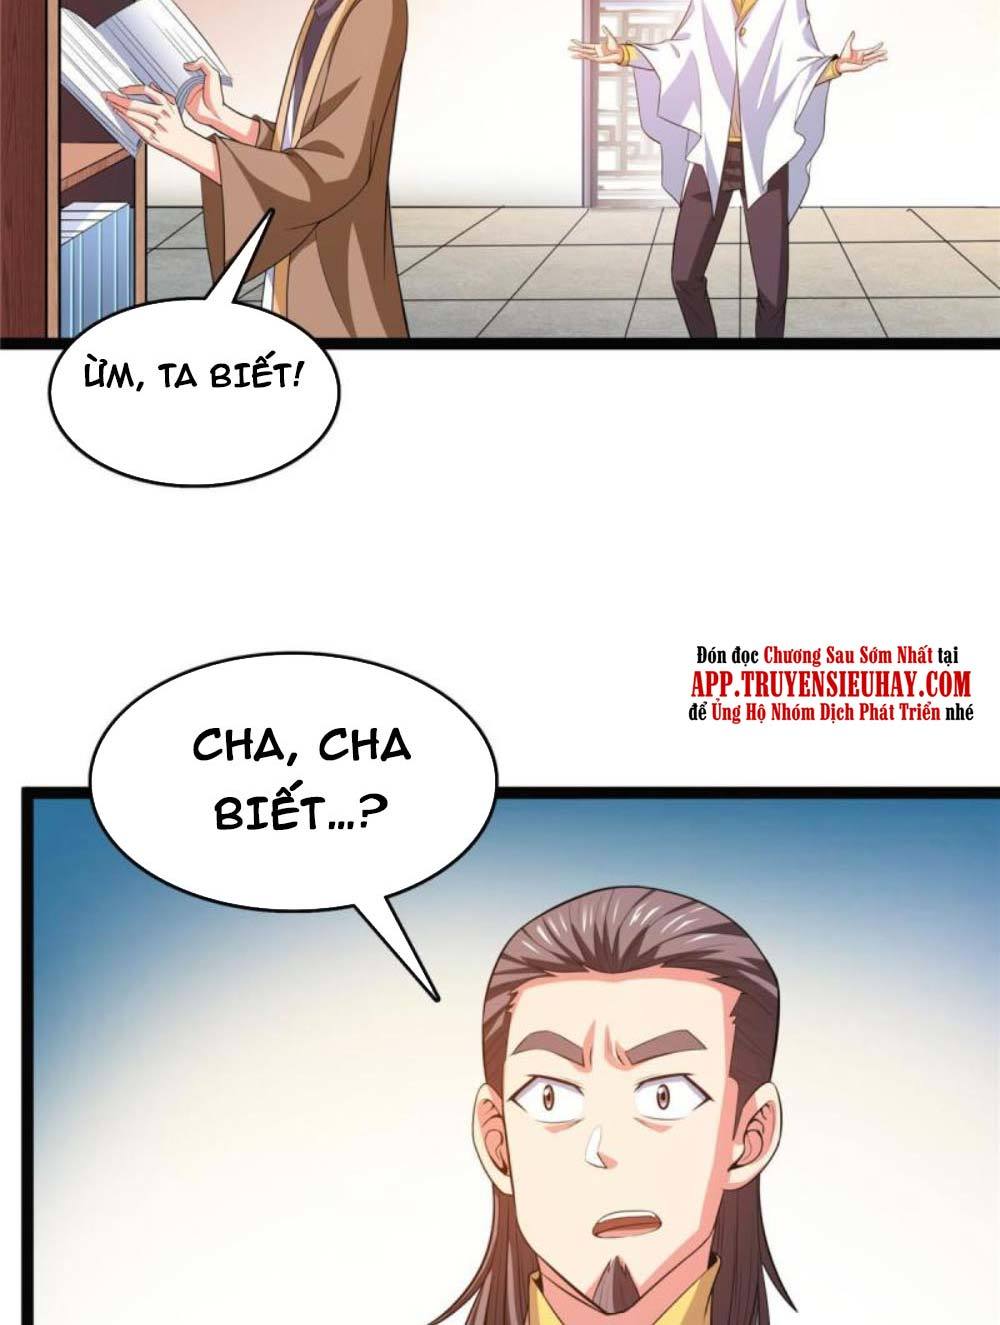 ỪM, TA BIẾT!
Đón đọc Chương Sau Sớm Nhất tại
APP.TRUYENSIEUHAY.COM
để Ủng Hộ Nhóm Dịch Phát Triển nhé
CHA, CHA
BIẾT...?